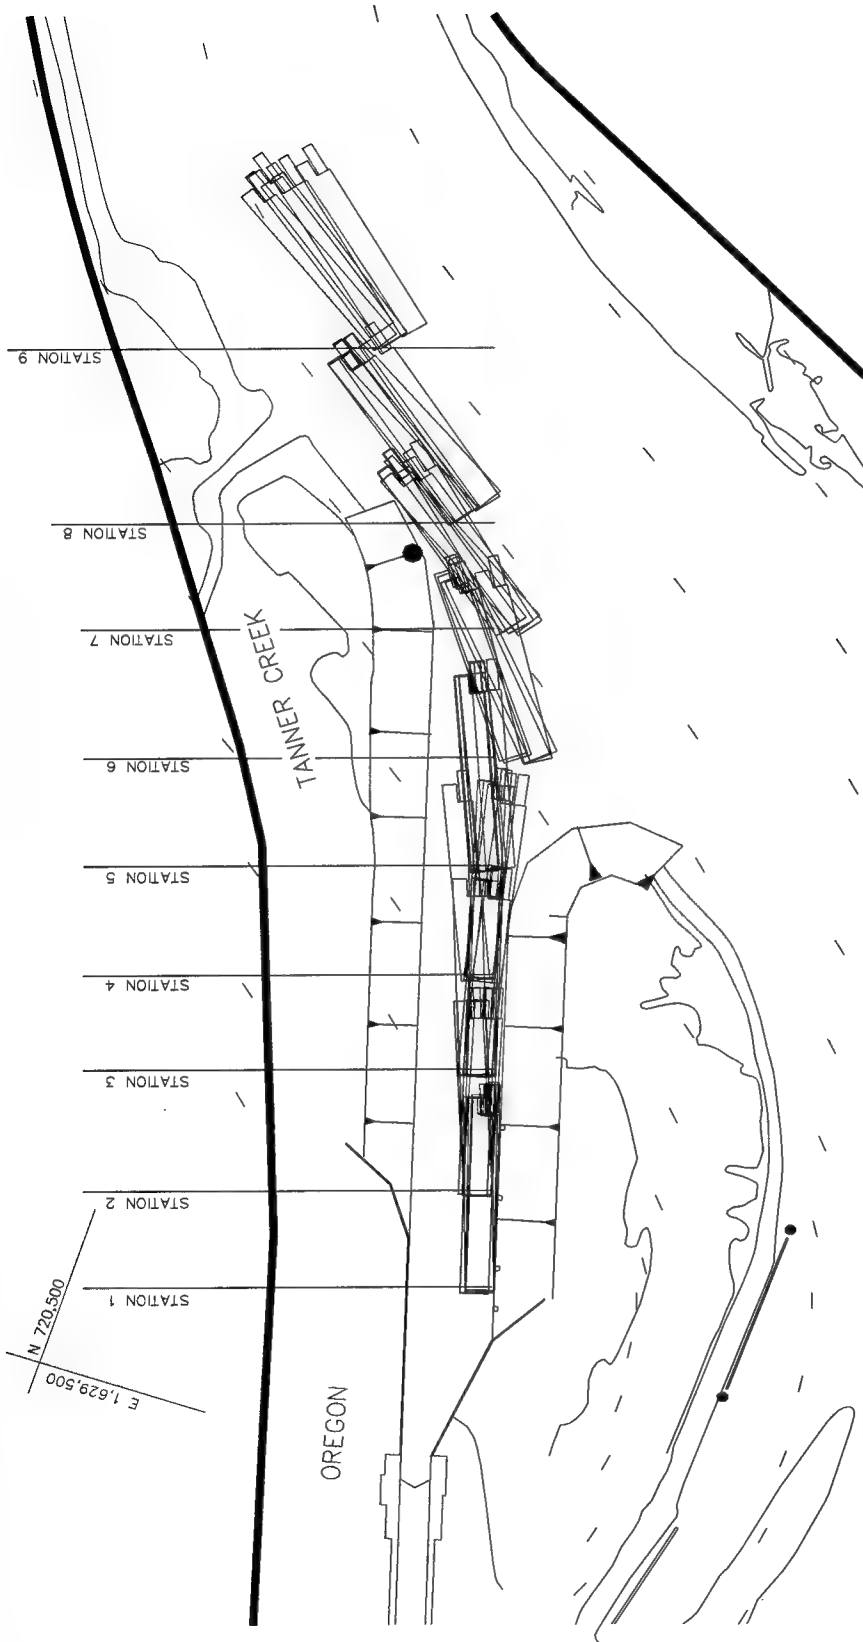 STATION 9
STATION 8
STATION 7
TANNER CREEK
STATION 6
STATION 5
STATION 4
STATION 3
STATION 2
STATION 1
N 720,500
E 1,629,500
OREGON